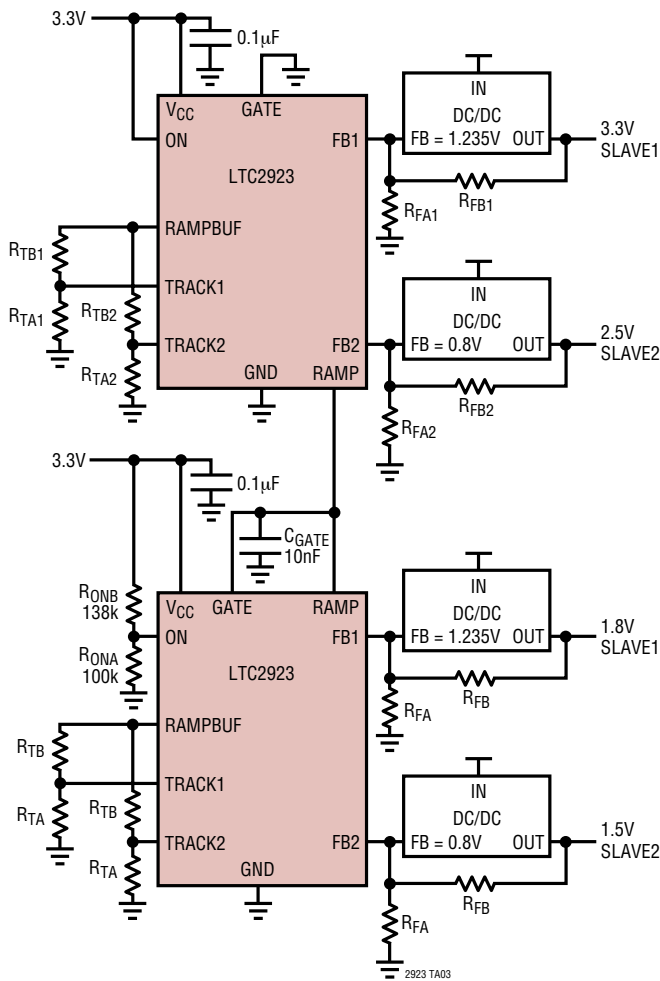 3.3V
0.1µF
VCC
GATE
ON
LTC2923
FB1
IN
DC/DC
FB = 1.235V OUT
3.3V
SLAVE1
RFA1
RFB1
RAMPBUF
RTB1
TRACK1
RTA1
RTB2
TRACK2
RTA2
GND
FB2
RAMP
IN
DC/DC
FB = 0.8V OUT
2.5V
SLAVE2
RFB2
RFA2
3.3V
0.1µF
CGATE
10nF
RONB
138k
VCC
GATE
RAMP
ON
RONA
100k
LTC2923
FB1
IN
DC/DC
FB = 1.235V OUT
1.8V
SLAVE1
RFB
RFA
RAMPBUF
RTB
TRACK1
RTA
RTB
TRACK2
RTA
GND
FB2
IN
DC/DC
FB = 0.8V OUT
1.5V
SLAVE2
RFB
RFA
2923 TA03